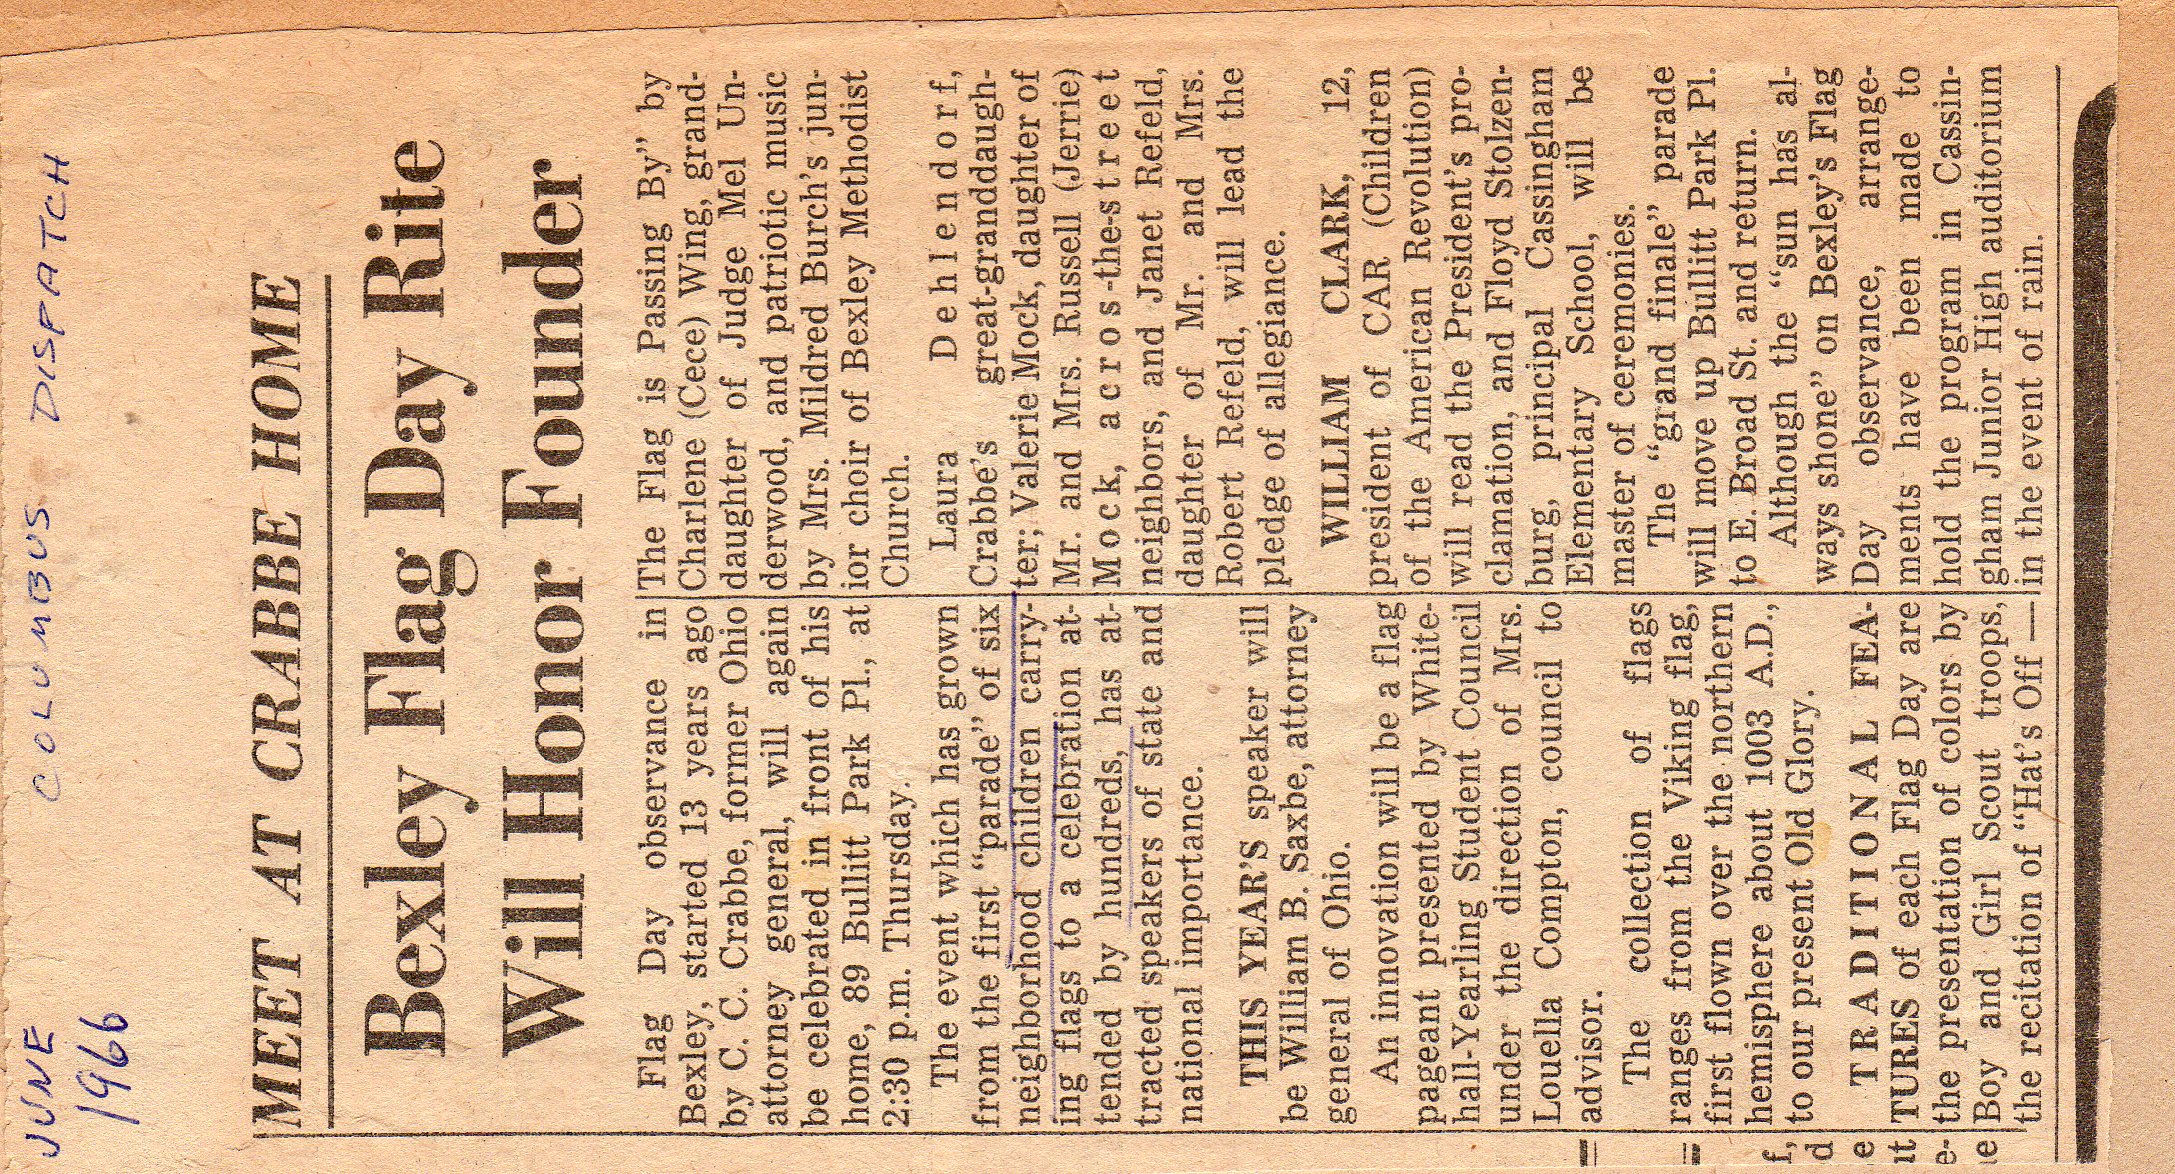 JUNE COLUMBUS DISPATCH
1966
MEET AT CRABBE HOME
Bexley Flag Day Rite
Will Honor Founder
Flag Day observance in
Bexley, started 13 years ago
by C. C. Crabbe, former Ohio
attorney general, will again
be celebrated in front of his
home, 89 Bullitt Park Pl., at
2:30 p.m. Thursday.
The event which has grown
from the first "parade" of six
neighborhood children carry-
ing flags to a celebration at-
tended by hundreds, has at-
tracted speakers of state and
national importance.
THIS YEAR'S speaker will
be William B. Saxbe, attorney
general of Ohio.
An innovation will be a flag
pageant presented by White-
hall-Yearling Student Council
under the direction of Mrs.
Louella Compton, council to
advisor.
The collection of flags
ranges from the Viking flag,
first flown over the northern
hemisphere about 1003 A.D.,
to our present Old Glory.
TRADITIONAL FEA-
TURES of each Flag Day are
the presentation of colors by
Boy and Girl Scout troops,
the recitation of "Hat's Off —
The Flag is Passing By" by
Charlene (Cece) Wing, grand-
daughter of Judge Mel Un-
derwood, and patriotic music
by Mrs. Mildred Burch's jun-
ior choir of Bexley Methodist
Church.
Laura Dehlendorf,
Crabbe's great-granddaugh-
ter; Valerie Mock, daughter of
Mr. and Mrs. Russell (Jerrie)
Mock, acros-the-street
neighbors, and Janet Refeld,
daughter of Mr. and Mrs.
Robert Refeld, will lead the
pledge of allegiance.
WILLIAM CLARK, 12,
president of CAR (Children
of the American Revolution)
will read the President's pro-
clamation, and Floyd Stolzen-
burg, principal Cassingham
Elementary School, will be
master of ceremonies.
The "grand finale" parade
will move up Bullitt Park Pl.
to E. Broad St. and return.
Although the "sun has al-
ways shone" on Bexley's Flag
Day observance, arrange-
ments have been made to
hold the program in Cassin-
gham Junior High auditorium
in the event of rain.
f,
d
e
ut
e-
e